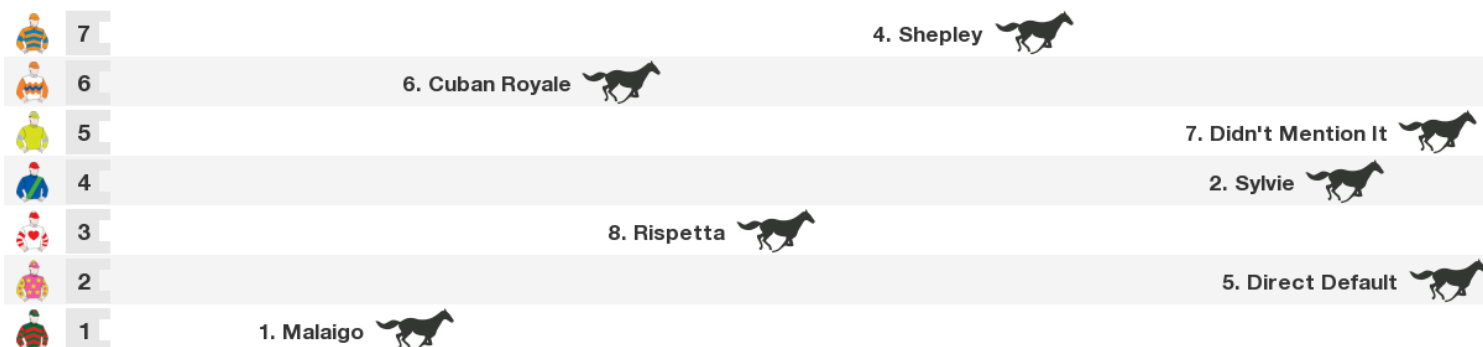 7 4. Shepley
6 6. Cuban Royale
5 7. Didn't Mention It
4 2. Sylvie
3 8. Rispetta
2 5. Direct Default
1 1. Malaigo